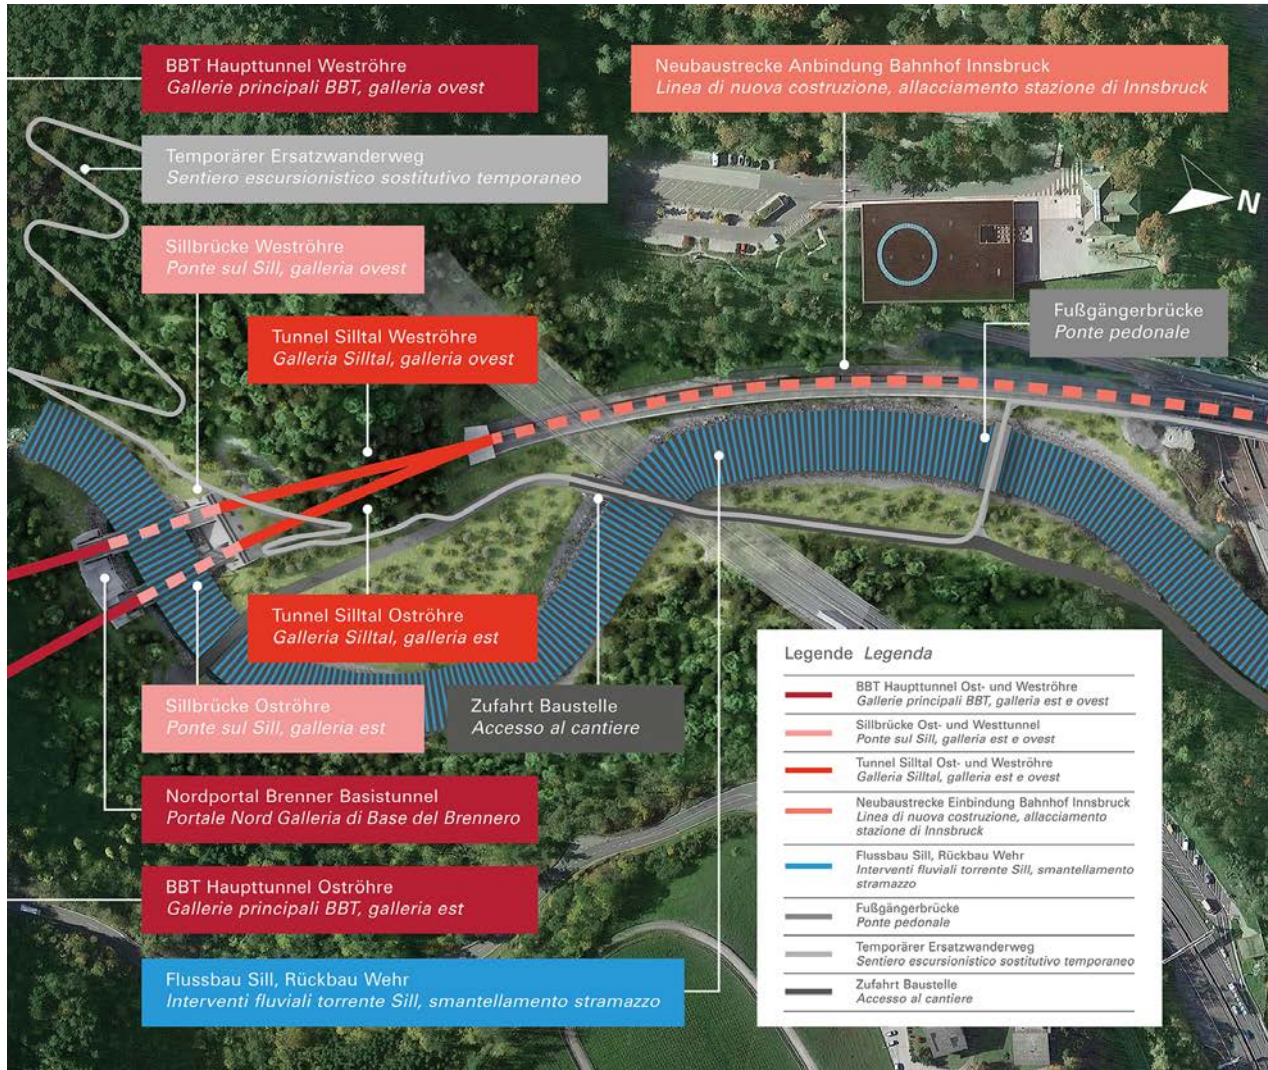 BBT Haupttunnel Weströhre
Gallerie principali BBT, galleria ovest
Neubaustrecke Anbindung Bahnhof Innsbruck
Linea di nuova costruzione, allacciamento stazione di Innsbruck
Temporärer Ersatzwanderweg
Sentiero escursionistico sostitutivo temporaneo
N
Sillbrücke Weströhre
Ponte sul Sill, galleria ovest
Fußgängerbrücke
Ponte pedonale
Tunnel Silltal Weströhre
Galleria Silltal, galleria ovest
Tunnel Silltal Oströhre
Galleria Silltal, galleria est
Sillbrücke Oströhre
Ponte sul Sill, galleria est
Zufahrt Baustelle
Accesso al cantiere
Nordportal Brenner Basistunnel
Portale Nord Galleria di Base del Brennero
BBT Haupttunnel Oströhre
Gallerie principali BBT, galleria est
Flussbau Sill, Rückbau Wehr
Interventi fluviali torrente Sill, smantellamento stramazzo
Legende Legenda
BBT Haupttunnel Ost- und Weströhre
Gallerie principali BBT, galleria est e ovest
Sillbrücke Ost- und Westtunnel
Ponte sul Sill, galleria est e ovest
Tunnel Silltal Ost- und Weströhre
Galleria Silltal, galleria est e ovest
Neubaustrecke Einbindung Bahnhof Innsbruck
Linea di nuova costruzione, allacciamento
stazione di Innsbruck
Flussbau Sill, Rückbau Wehr
Interventi fluviali torrente Sill, smantellamento
stramazzo
Fußgängerbrücke
Ponte pedonale
Temporärer Ersatzwanderweg
Sentiero escursionistico sostitutivo temporaneo
Zufahrt Baustelle
Accesso al cantiere